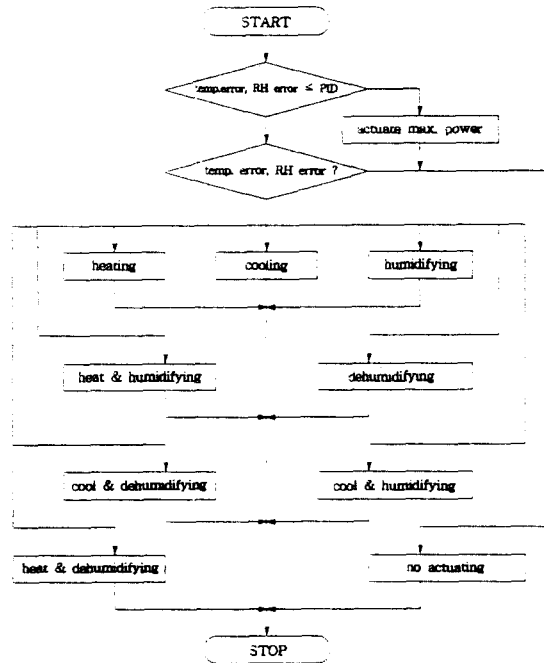 START
temp.error, RH error ≤ PID
actuate max. power
temp. error, RH error ?
heating
cooling
humidifying
heat & humidifying
dehumidifying
cool & dehumidifying
cool & humidifying
heat & dehumidifying
no actuating
STOP